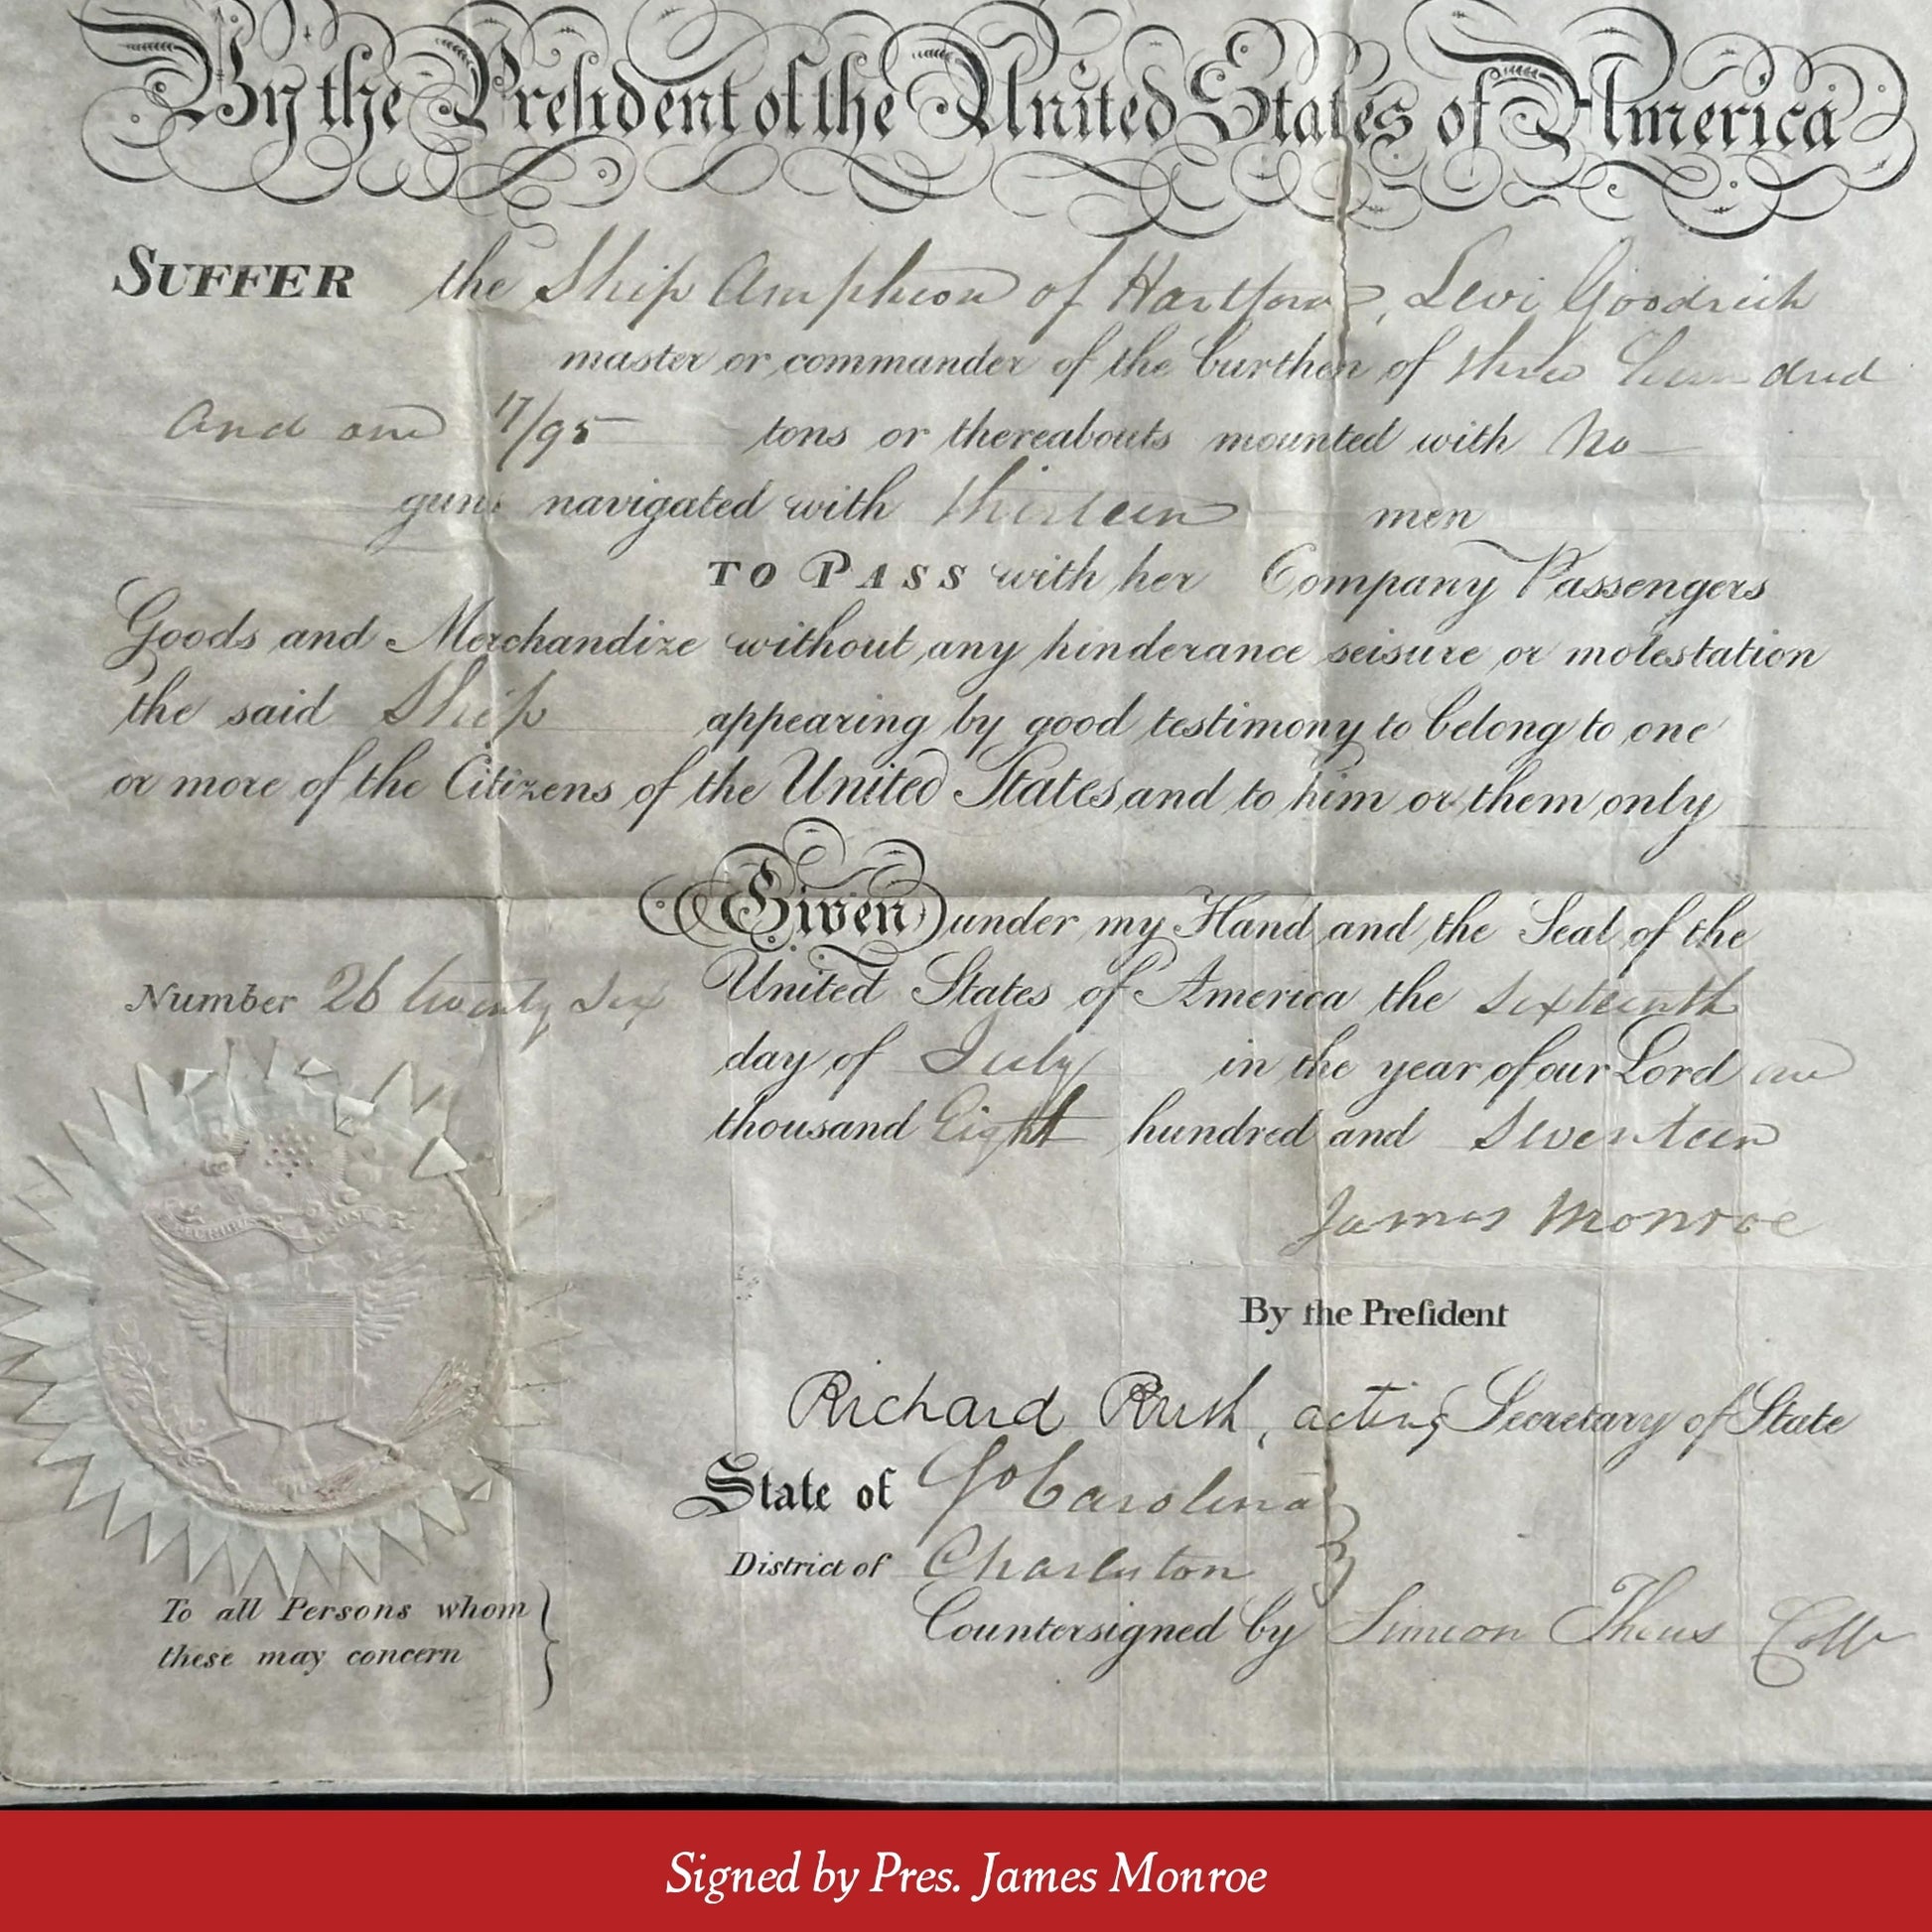 By the Preſident of the United States of America
SUFFER the Ship Amphion of Hartford, Levi Goodrich
master or commander of the burthen of three hundred
and one 17/95 tons or thereabouts mounted with no
guns navigated with thirteen men
TO PASS with her Company Passengers
Goods and Merchandize without any hinderance seisure or molestation
the said Ship appearing by good testimony to belong to one
or more of the Citizens of the United States and to him or them only
Given under my Hand and the Seal of the
Number 26 twenty Six United States of America the sixteenth
day of July in the year of our Lord one
thousand Eight hundred and Seventeen
James Monroe
By the Preſident
Richard Rush, acting Secretary of State
State of So Carolina
District of Charleston
To all Persons whom
these may concern
Countersigned by Simeon Theus Collr
Signed by Pres. James Monroe